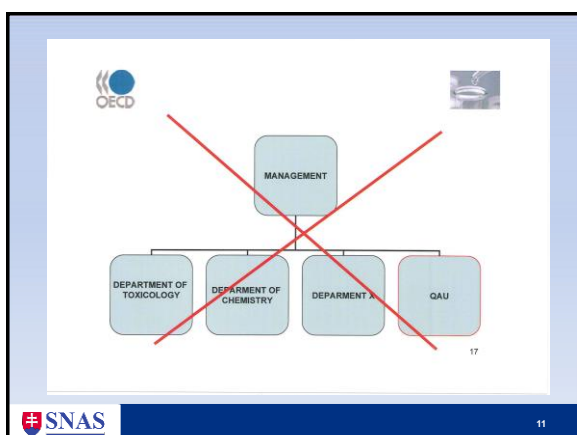 OECD
MANAGEMENT
DEPARTMENT OF
TOXICOLOGY
DEPARMENT OF
CHEMISTRY
DEPARMENT X
QAU
17
SNAS
11